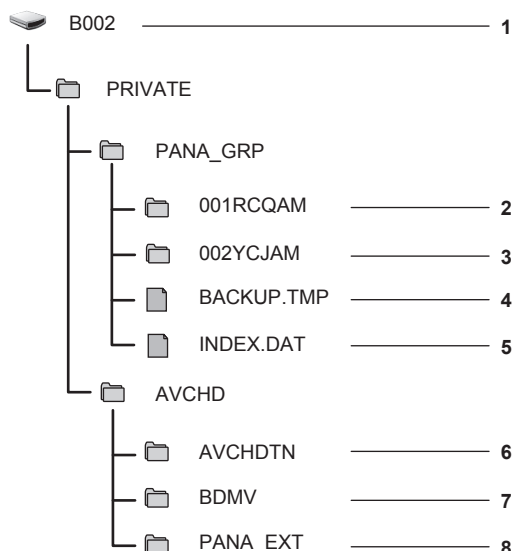 B002 1
PRIVATE
PANA_GRP
001RCQAM 2
002YCJAM 3
BACKUP.TMP 4
INDEX.DAT 5
AVCHD
AVCHDTN 6
BDMV 7
PANA_EXT 8